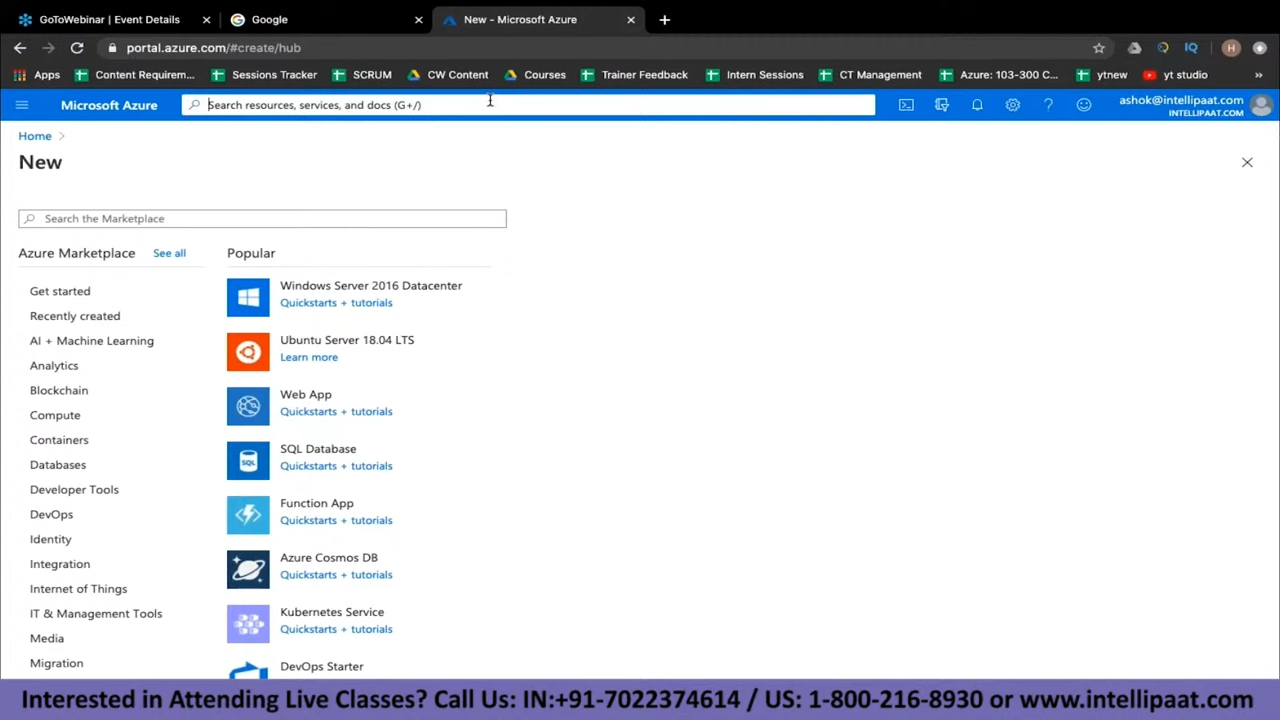 GoToWebinar | Event Details
Google
New - Microsoft Azure
portal.azure.com/#create/hub
H
Apps
Content Requirem...
Sessions Tracker
SCRUM
CW Content
Courses
Trainer Feedback
Intern Sessions
CT Management
Azure: 103-300 C...
ytnew
yt studio
»
Microsoft Azure
Search resources, services, and docs (G+/)
ashok@intellipaat.com
INTELLIPAAT.COM
Home
New
Search the Marketplace
Azure Marketplace
See all
Popular
Get started
Recently created
AI + Machine Learning
Analytics
Blockchain
Compute
Containers
Databases
Developer Tools
DevOps
Identity
Integration
Internet of Things
IT & Management Tools
Media
Migration
Windows Server 2016 Datacenter
Quickstarts + tutorials
Ubuntu Server 18.04 LTS
Learn more
Web App
Quickstarts + tutorials
SQL
SQL Database
Quickstarts + tutorials
Function App
Quickstarts + tutorials
Azure Cosmos DB
Quickstarts + tutorials
Kubernetes Service
Quickstarts + tutorials
DevOps Starter
Interested in Attending Live Classes? Call Us: IN:+91-7022374614 / US: 1-800-216-8930 or www.intellipaat.com